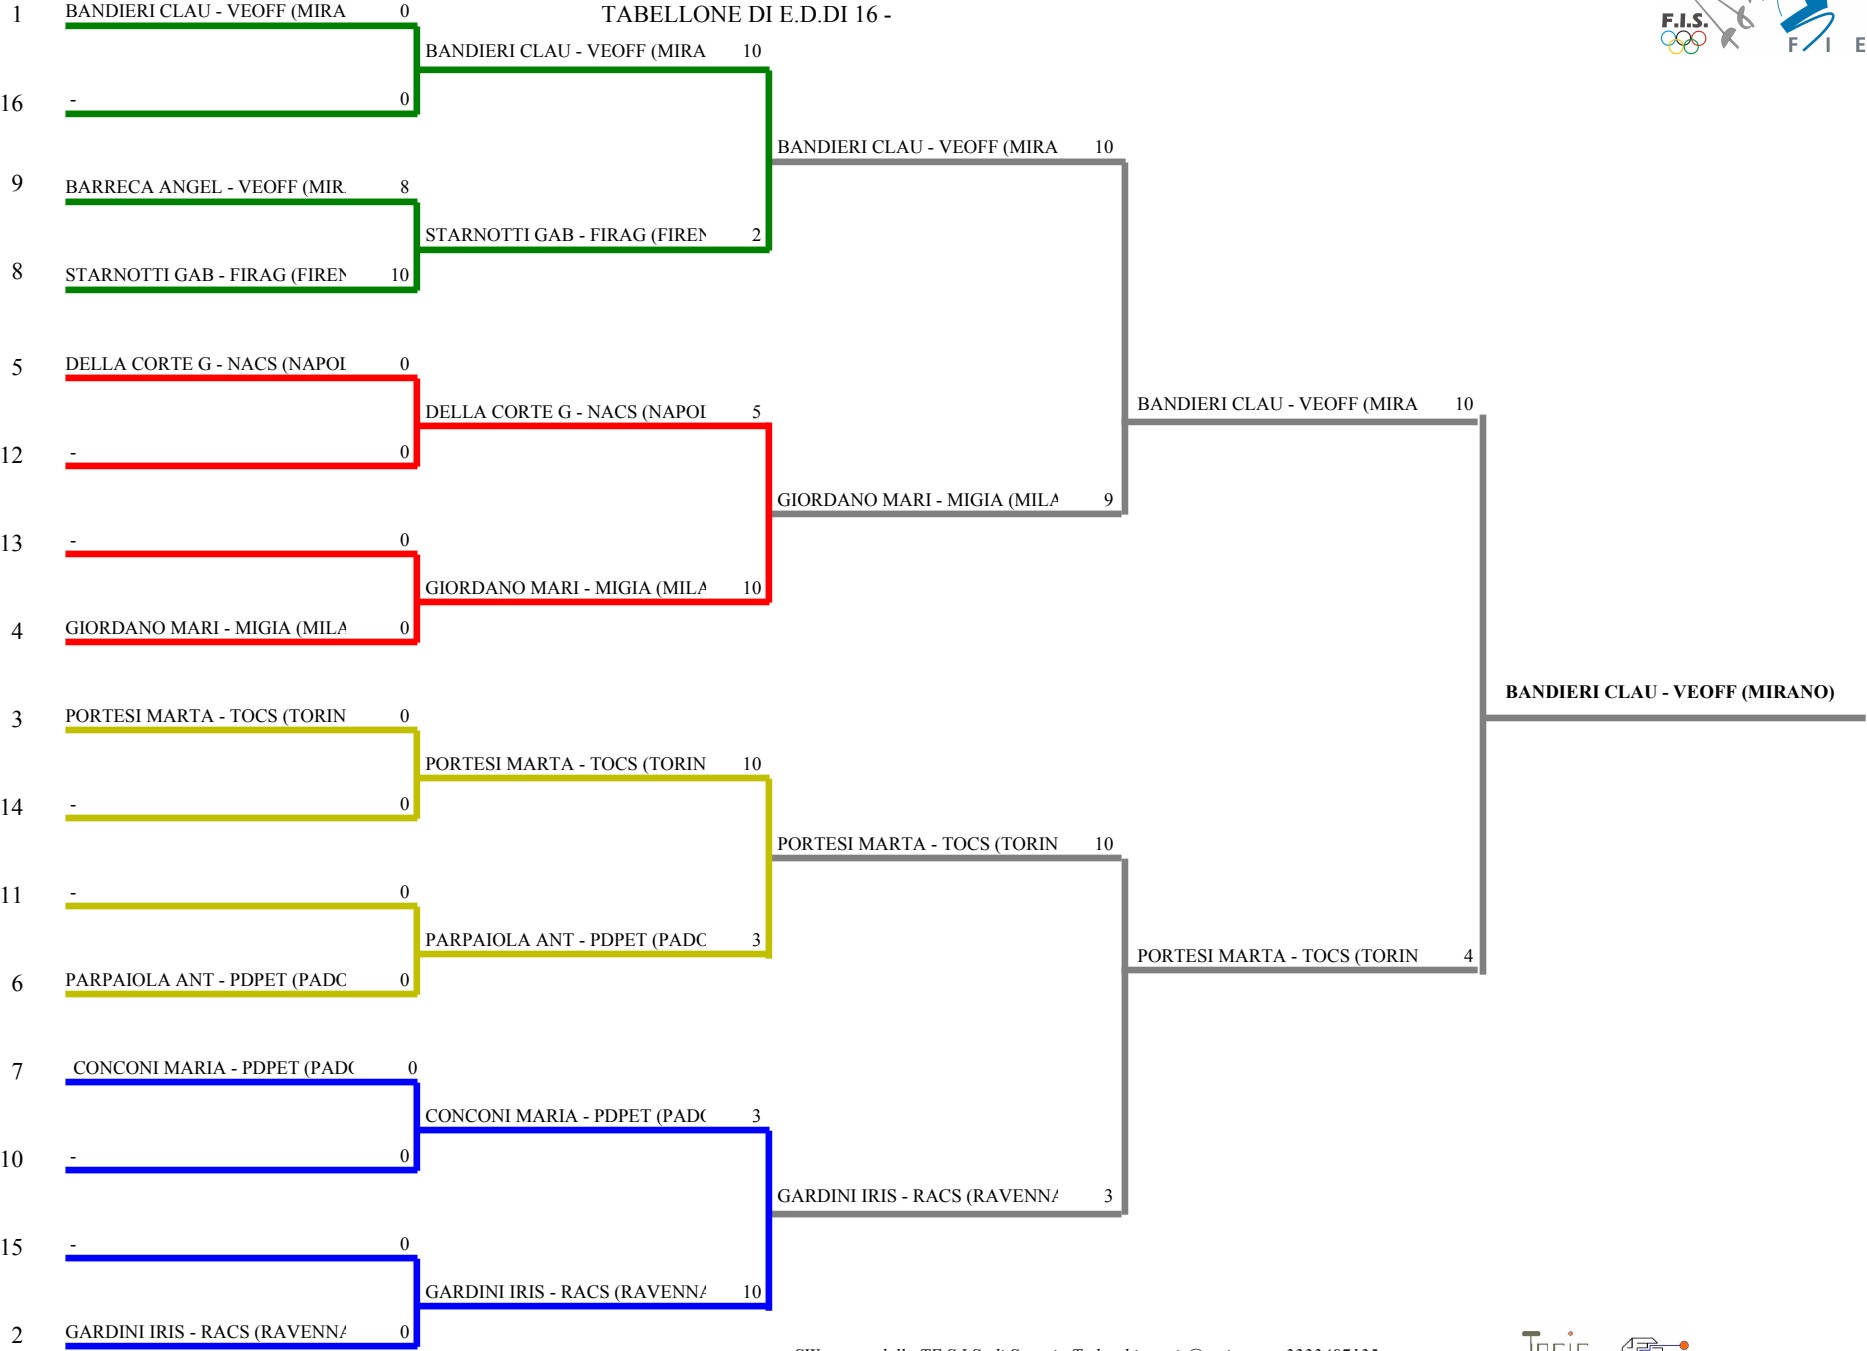 TABELLONE DI E.D.DI 16 -
F.I.S.
F I E
1 BANDIERI CLAU - VEOFF (MIRA 0
BANDIERI CLAU - VEOFF (MIRA 10
16 - 0
BANDIERI CLAU - VEOFF (MIRA 10
9 BARRECA ANGEL - VEOFF (MIR 8
STARNOTTI GAB - FIRAG (FIREN 2
8 STARNOTTI GAB - FIRAG (FIREN 10
5 DELLA CORTE G - NACS (NAPOL 0
BANDIERI CLAU - VEOFF (MIRA 10
DELLA CORTE G - NACS (NAPOL 5
12 - 0
GIORDANO MARI - MIGIA (MILA 9
13 - 0
GIORDANO MARI - MIGIA (MILA 10
4 GIORDANO MARI - MIGIA (MILA 0
BANDIERI CLAU - VEOFF (MIRANO)
3 PORTESI MARTA - TOCS (TORIN 0
PORTESI MARTA - TOCS (TORIN 10
14 - 0
PORTESI MARTA - TOCS (TORIN 10
11 - 0
PARPAIOLA ANT - PDPET (PADO 3
PORTESI MARTA - TOCS (TORIN 4
6 PARPAIOLA ANT - PDPET (PADO 0
7 CONCONI MARIA - PDPET (PADO 0
CONCONI MARIA - PDPET (PADO 3
10 - 0
GARDINI IRIS - RACS (RAVENNA 3
15 - 0
GARDINI IRIS - RACS (RAVENNA 10
2 GARDINI IRIS - RACS (RAVENNA 0